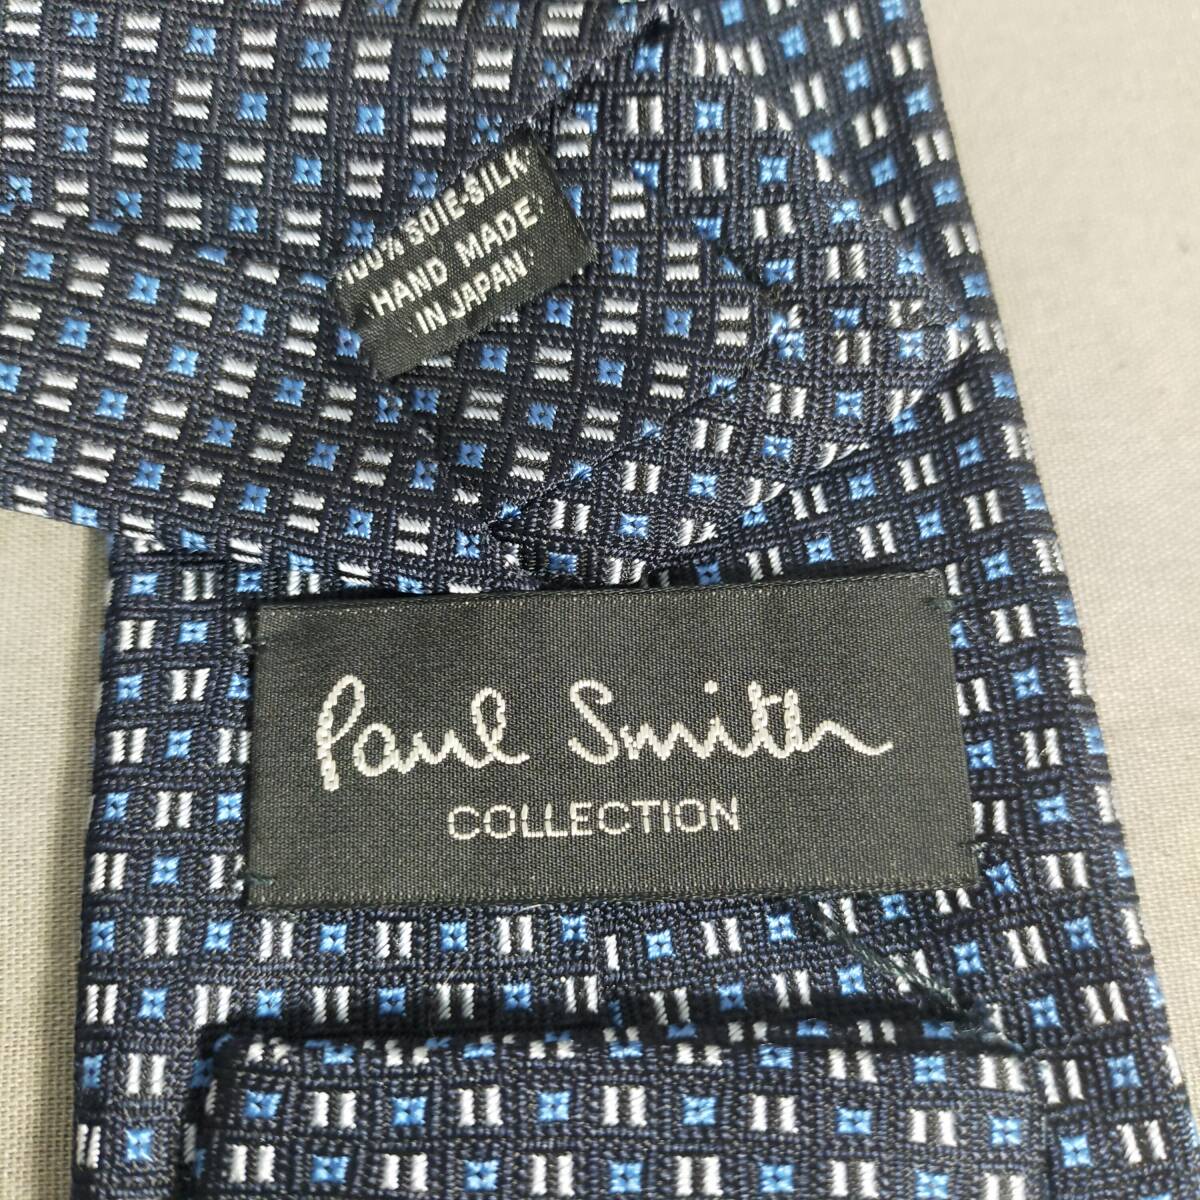 100% SOIE-SILK
HAND MADE
IN JAPAN
Paul Smith
COLLECTION